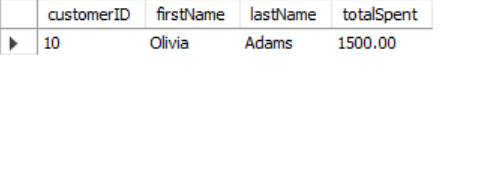 customerID firstName lastName totalSpent
10 Olivia Adams 1500.00